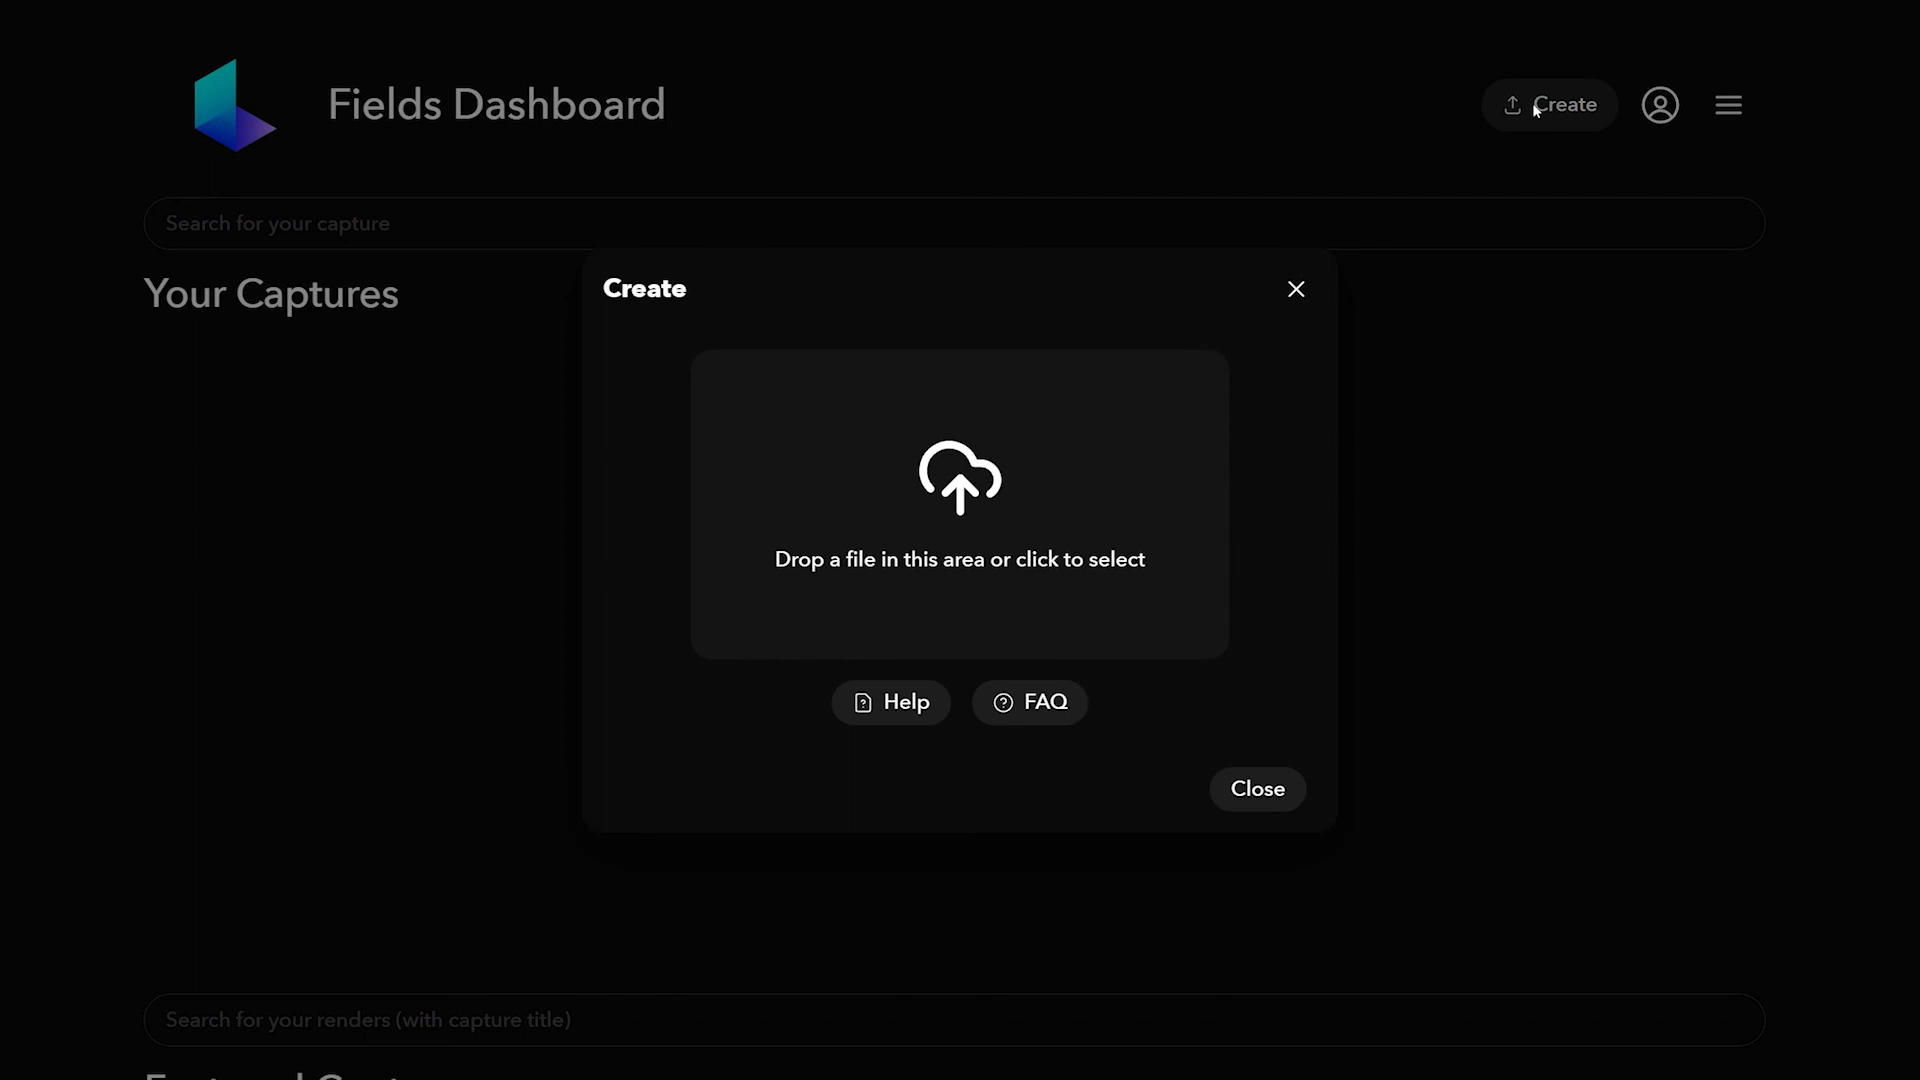 Fields Dashboard
Create
Search for your capture
Your Captures
Create
Drop a file in this area or click to select
Help
FAQ
Close
Search for your renders (with capture title)